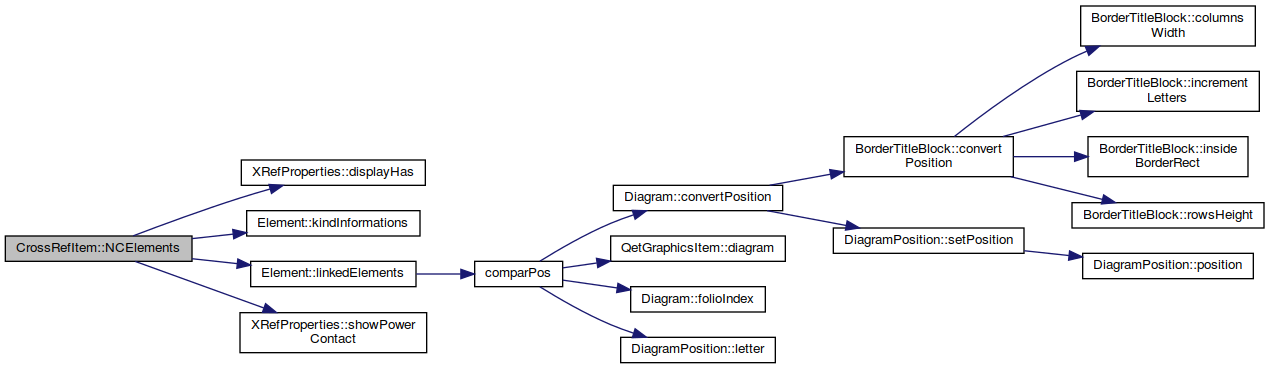 CrossRefItem::NCElements
XRefProperties::displayHas
Element::kindInformations
Element::linkedElements
XRefProperties::showPower
Contact
comparPos
Diagram::convertPosition
QetGraphicsItem::diagram
Diagram::folioIndex
DiagramPosition::letter
BorderTitleBlock::convert
Position
DiagramPosition::setPosition
BorderTitleBlock::columns
Width
BorderTitleBlock::increment
Letters
BorderTitleBlock::inside
BorderRect
BorderTitleBlock::rowsHeight
DiagramPosition::position